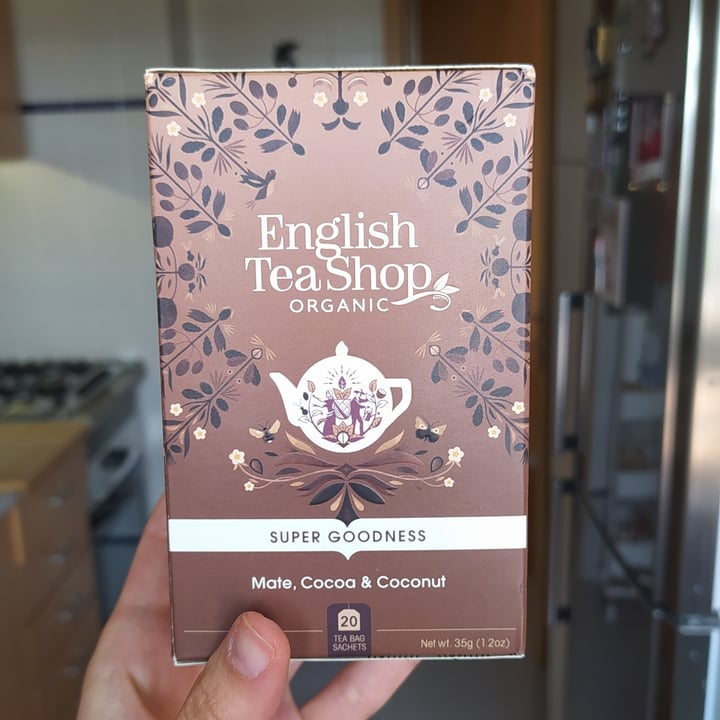 English
Tea Shop
ORGANIC
SUPER GOODNESS
Mate, Cocoa & Coconut
20
TEA BAG
SACHETS
Net wt. 35g (1.2oz)